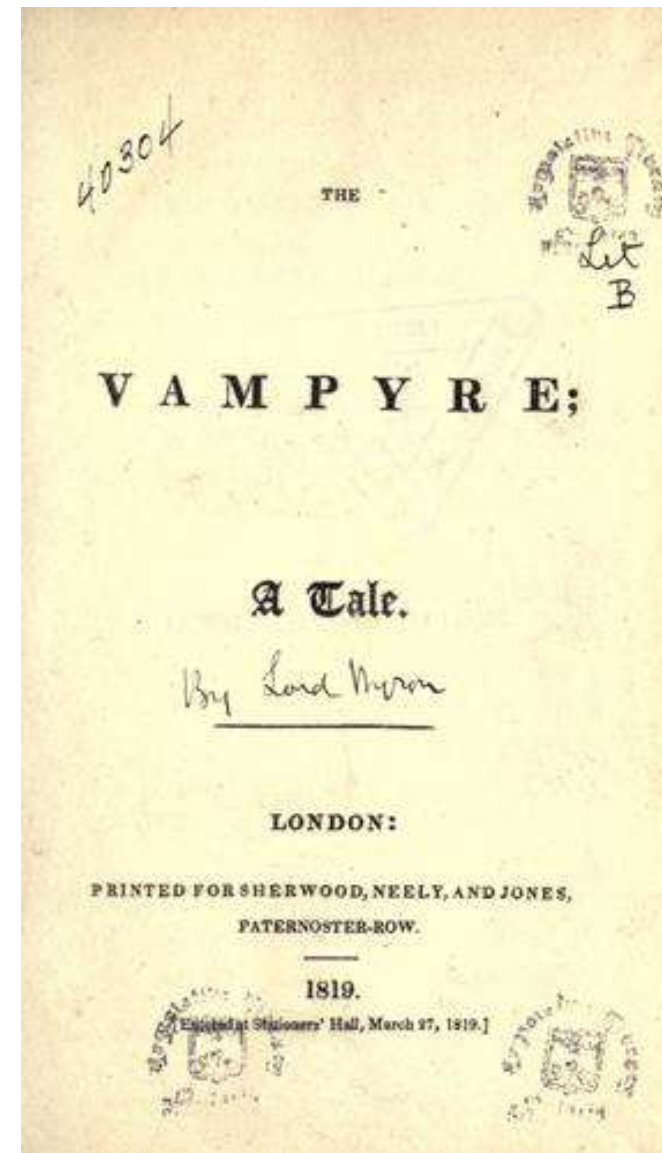 40304
THE
Lit
B
VAMPYRE;
A Tale.
By Lord Byron
LONDON:
PRINTED FOR SHERWOOD, NEELY, AND JONES,
PATERNOSTER-ROW.
1819.
[Entered at Stationers' Hall, March 27, 1819.]